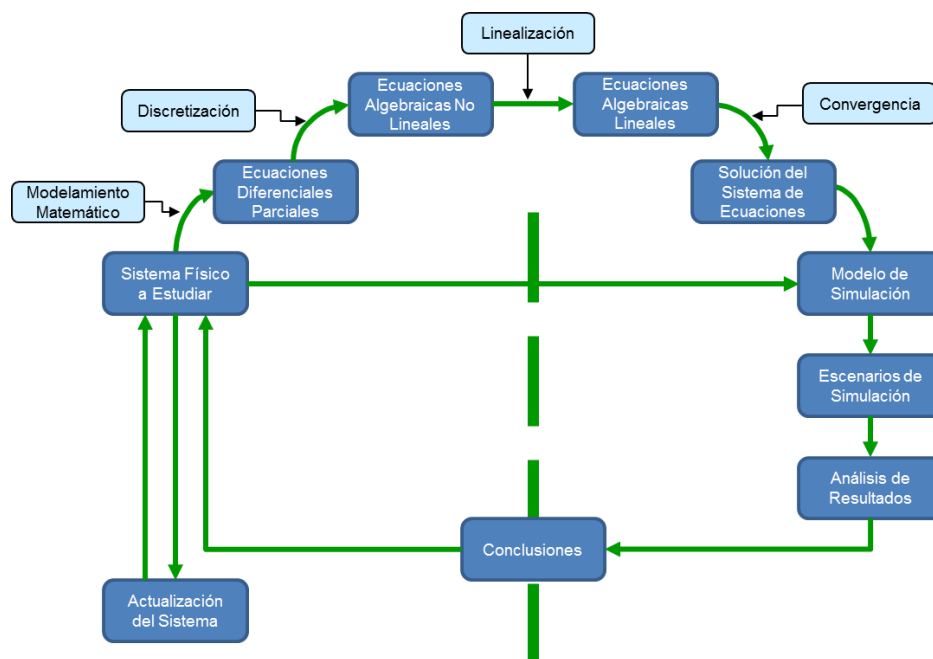 Linealización
Ecuaciones
Algebraicas No
Lineales
Ecuaciones
Algebraicas
Lineales
Discretización
Convergencia
Ecuaciones
Diferenciales
Parciales
Solución del
Sistema de
Ecuaciones
Modelamiento
Matemático
Sistema Físico
a Estudiar
Modelo de
Simulación
Escenarios de
Simulación
Análisis de
Resultados
Conclusiones
Actualización
del Sistema